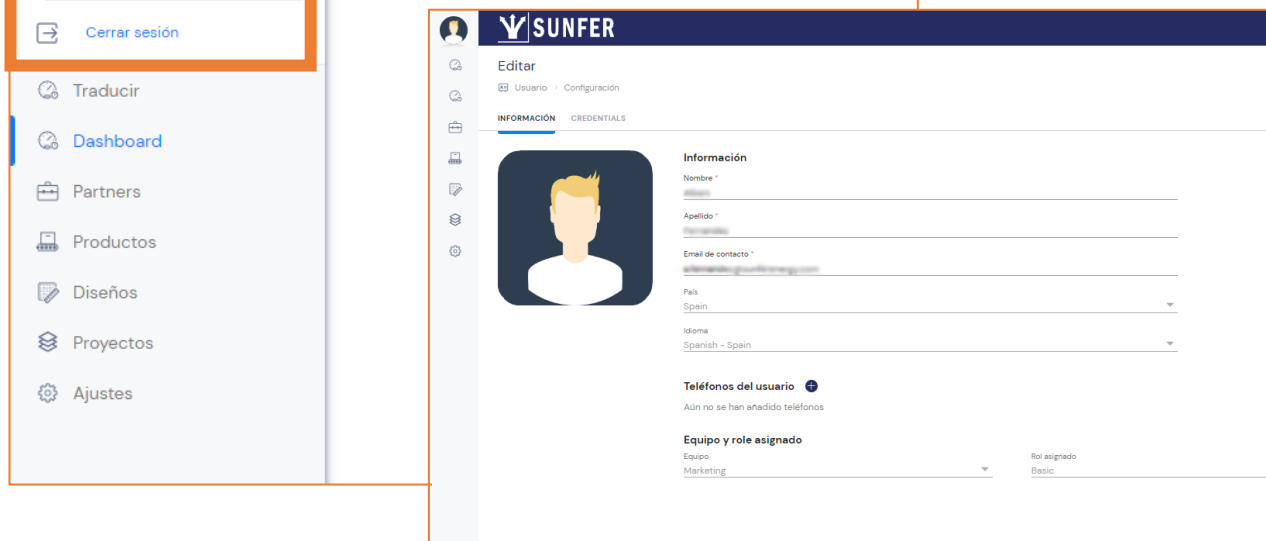 Cerrar sesión
Traducir
Dashboard
Partners
Productos
Diseños
Proyectos
Ajustes
SUNFER
Editar
Usuario > Configuración
INFORMACIÓN CREDENTIALS
Información
Nombre *
Apellido *
Email de contacto *
País
Spain
Idioma
Spanish - Spain
Teléfonos del usuario
Aún no se han añadido teléfonos
Equipo y role asignado
Equipo Rol asignado
Marketing Basic